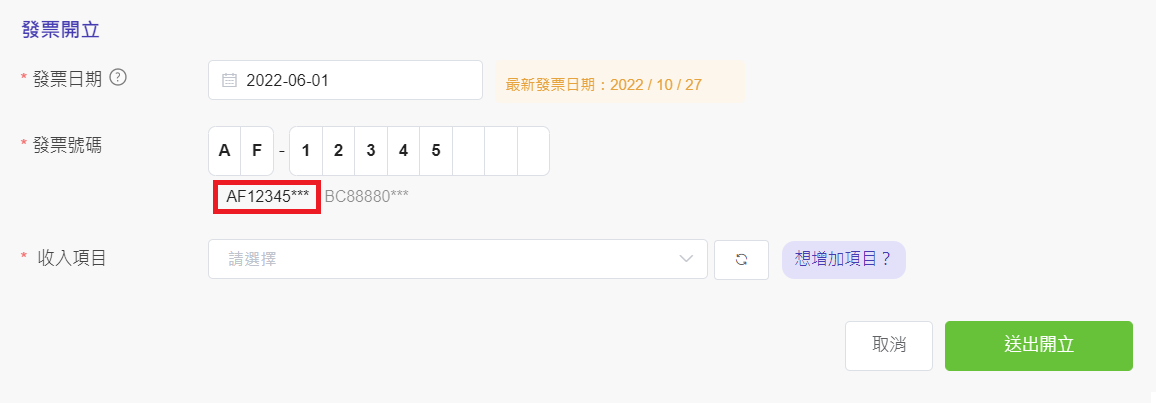 發票開立
* 發票日期 ? 2022-06-01 最新發票日期：2022 / 10 / 27
* 發票號碼 A F - 1 2 3 4 5
AF12345*** BC88880***
* 收入項目 請選擇 想增加項目？
取消 送出開立